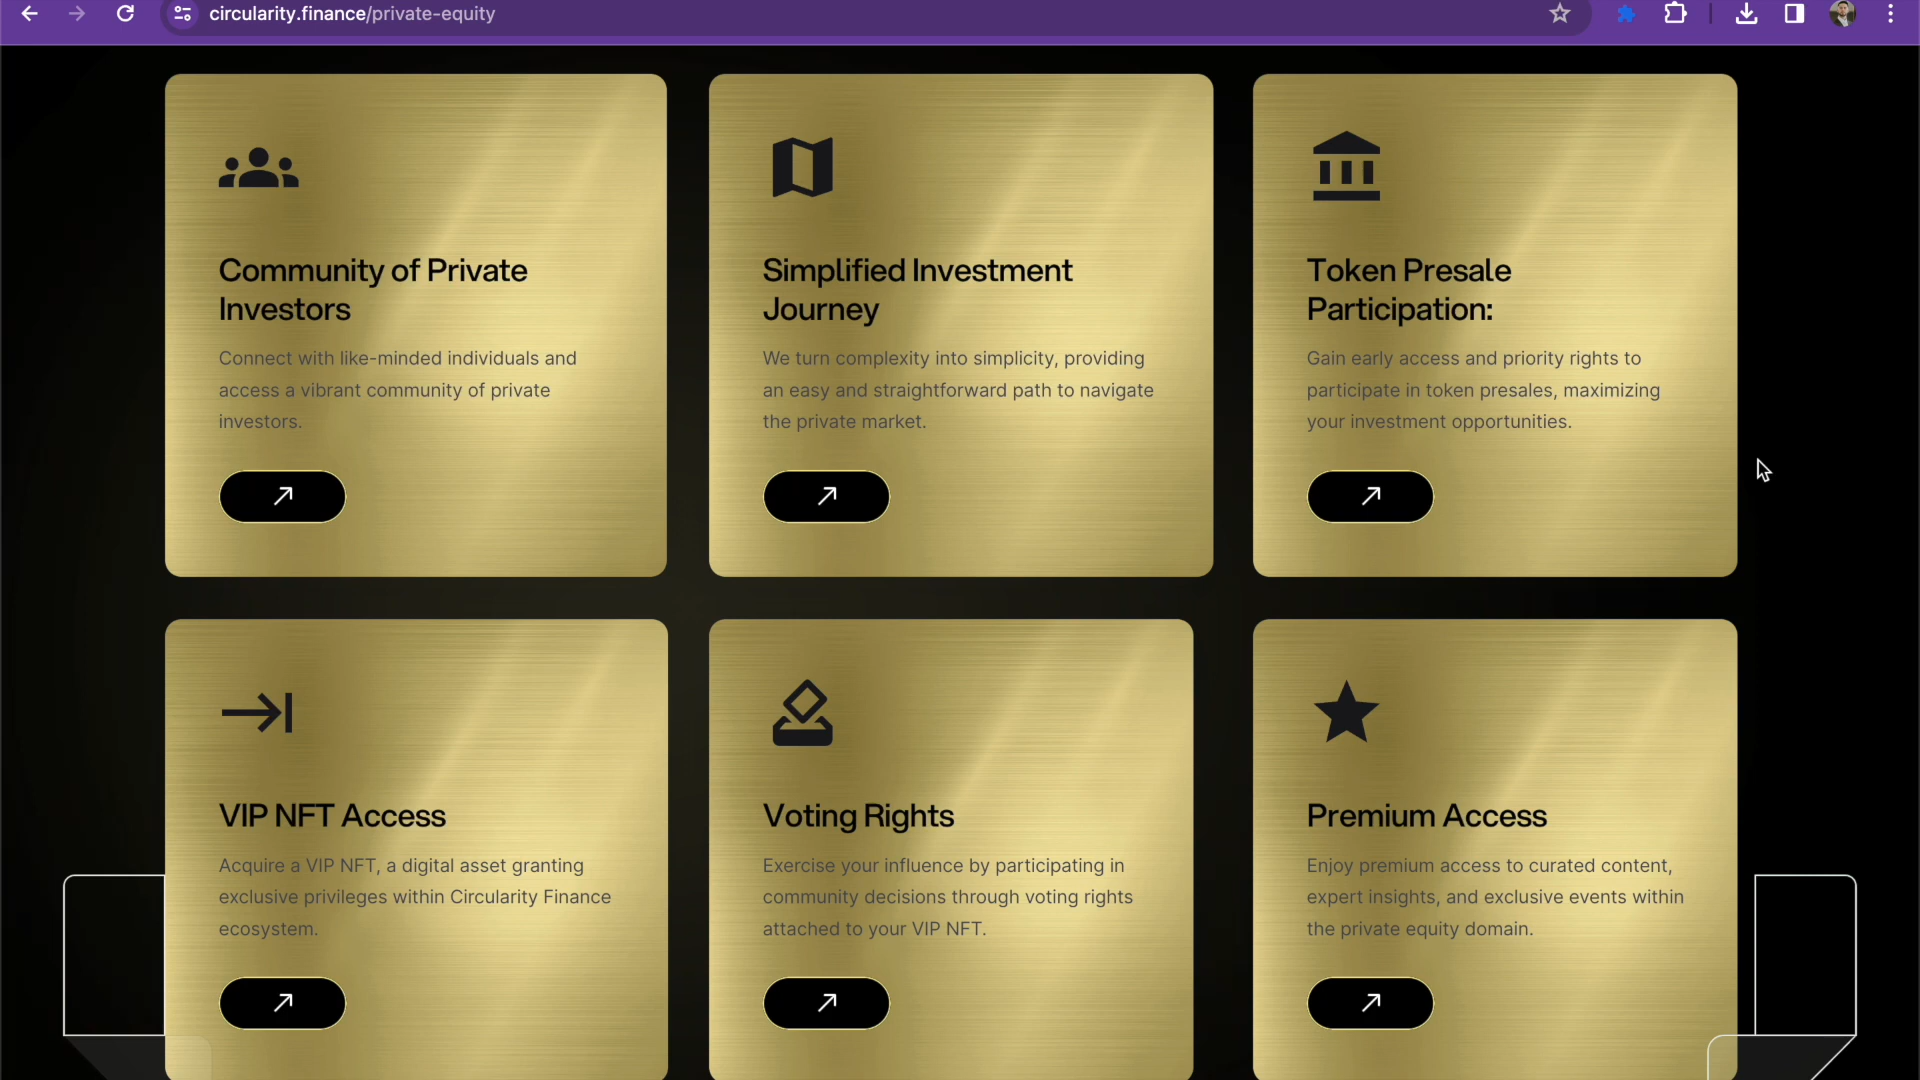 circularity.finance/private-equity
Community of Private
Investors
Connect with like-minded individuals and
access a vibrant community of private
investors.
Simplified Investment
Journey
We turn complexity into simplicity, providing
an easy and straightforward path to navigate
the private market.
Token Presale
Participation:
Gain early access and priority rights to
participate in token presales, maximizing
your investment opportunities.
VIP NFT Access
Acquire a VIP NFT, a digital asset granting
exclusive privileges within Circularity Finance
ecosystem.
Voting Rights
Exercise your influence by participating in
community decisions through voting rights
attached to your VIP NFT.
Premium Access
Enjoy premium access to curated content,
expert insights, and exclusive events within
the private equity domain.